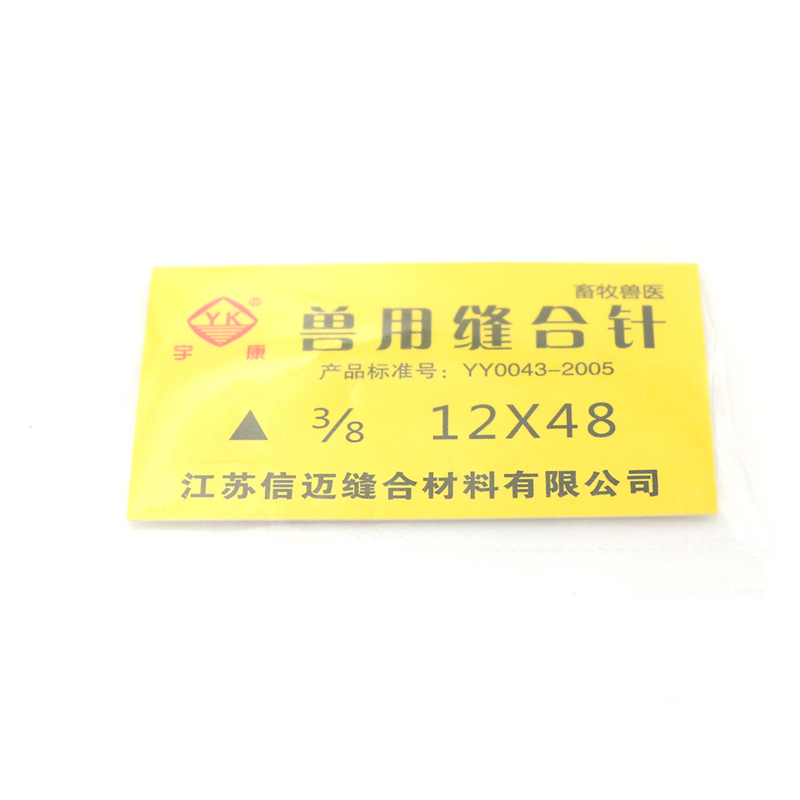 畜牧兽医
YK®
宇康
兽用缝合针
产品标准号：YY0043-2005
▲ 3/8 12X48
江苏信迈缝合材料有限公司